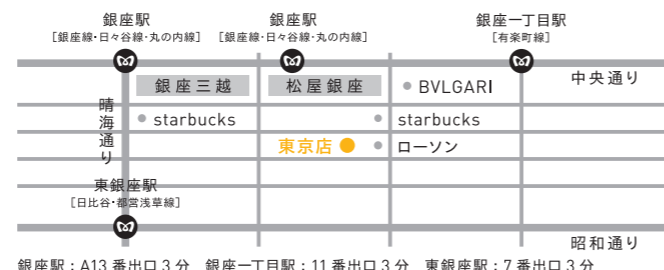 銀座駅
[銀座線・日々谷線・丸の内線]
銀座駅
[銀座線・日々谷線・丸の内線]
銀座一丁目駅
[有楽町線]
中央通り
銀座三越
松屋銀座
BVLGARI
晴海通り
starbucks
starbucks
東京店
ローソン
東銀座駅
[日比谷・都営浅草線]
昭和通り
銀座駅：A13 番出口 3 分　銀座一丁目駅：11 番出口 3 分　東銀座駅：7 番出口 3 分